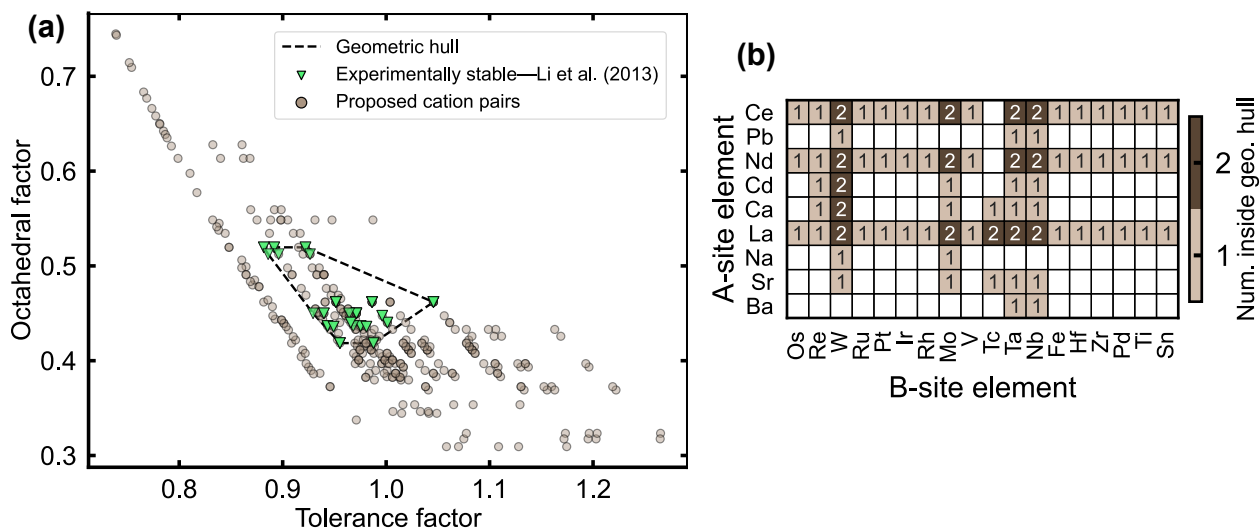 (a)
Octahedral factor
0.7
0.6
0.5
0.4
0.3
Geometric hull
Experimentally stable—Li et al. (2013)
Proposed cation pairs
0.8 0.9 1.0 1.1 1.2
Tolerance factor
(b)
A-site element
Ce 1 1 2 1 1 1 1 2 1 2 2 1 1 1 1 1 1
Pb 1 1 1
Nd 1 1 2 1 1 1 1 2 1 2 2 1 1 1 1 1 1
Cd 1 2 1 1 1
Ca 1 2 1 1 1 1
La 1 1 2 1 1 1 1 2 1 2 2 2 1 1 1 1 1 1
Na 1 1
Sr 1 1 1 1 1
Ba 1 1
Os Re W Ru Pt Ir Rh Mo V Tc Ta Nb Fe Hf Zr Pd Ti Sn
B-site element
2
1
Num. inside geo. hull